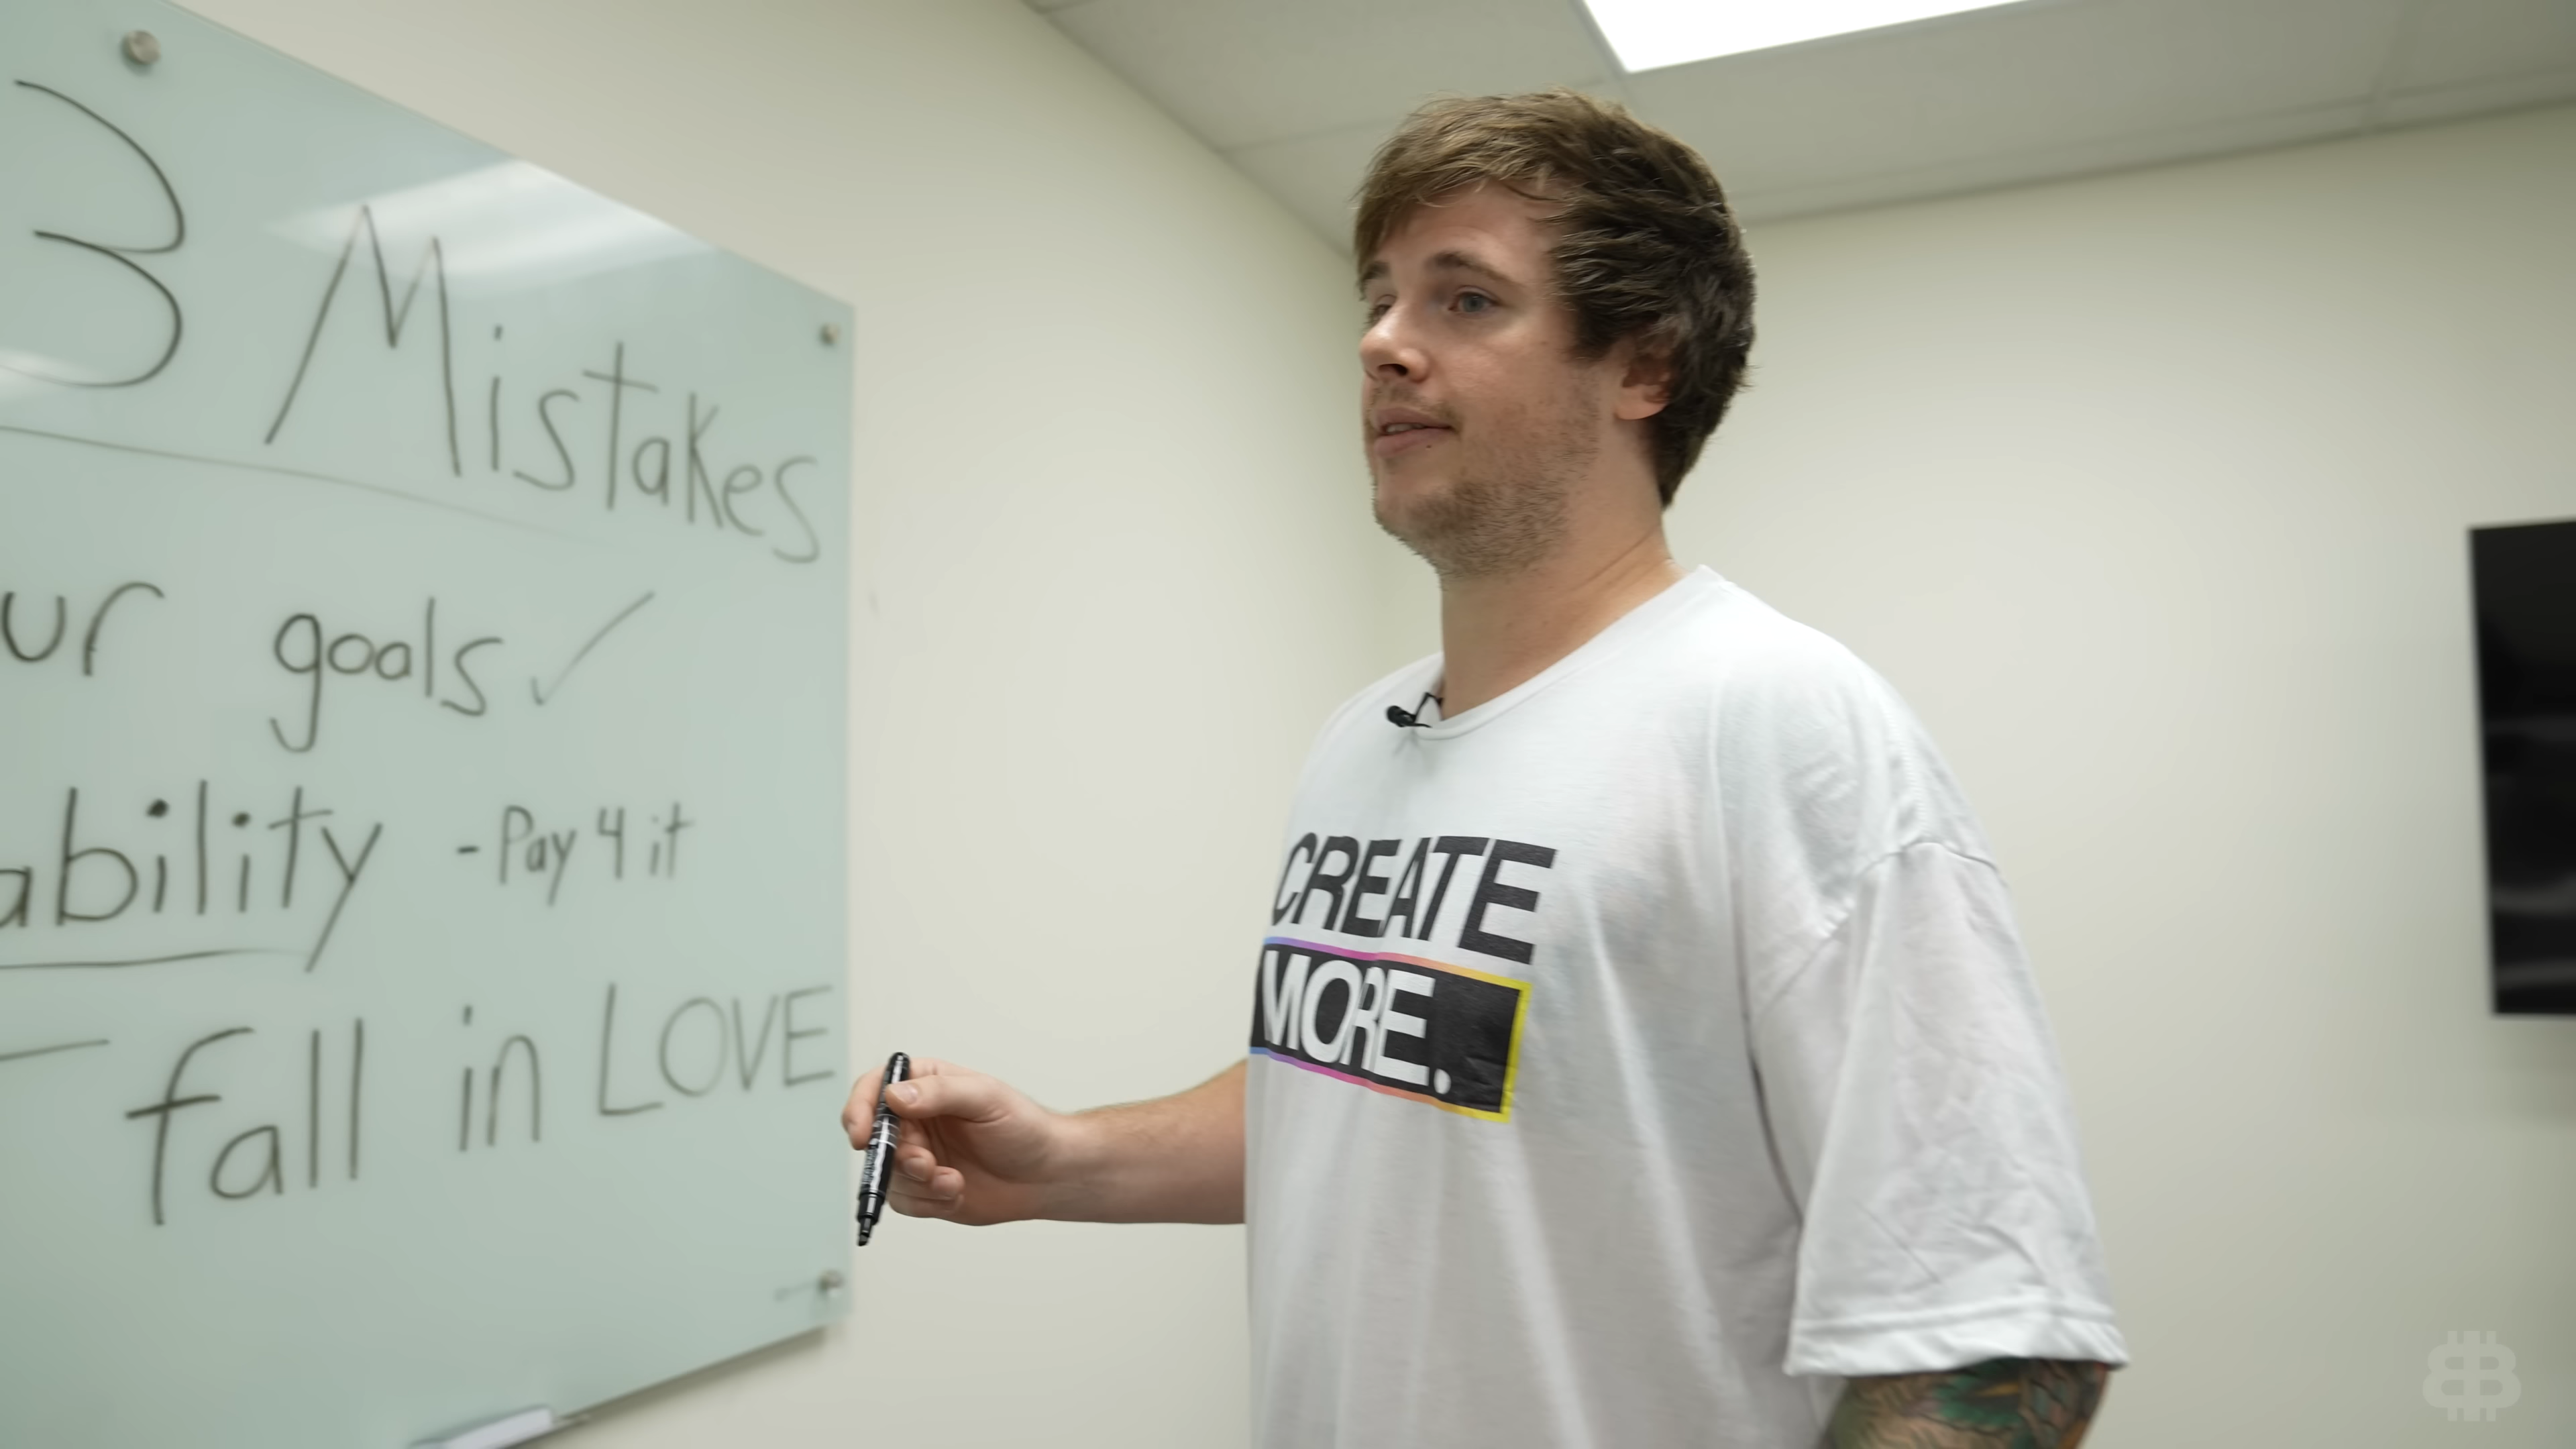 3 Mistakes
ur goals ✓
ability - Pay 4 it
— fall in LOVE
CREATE
MORE.